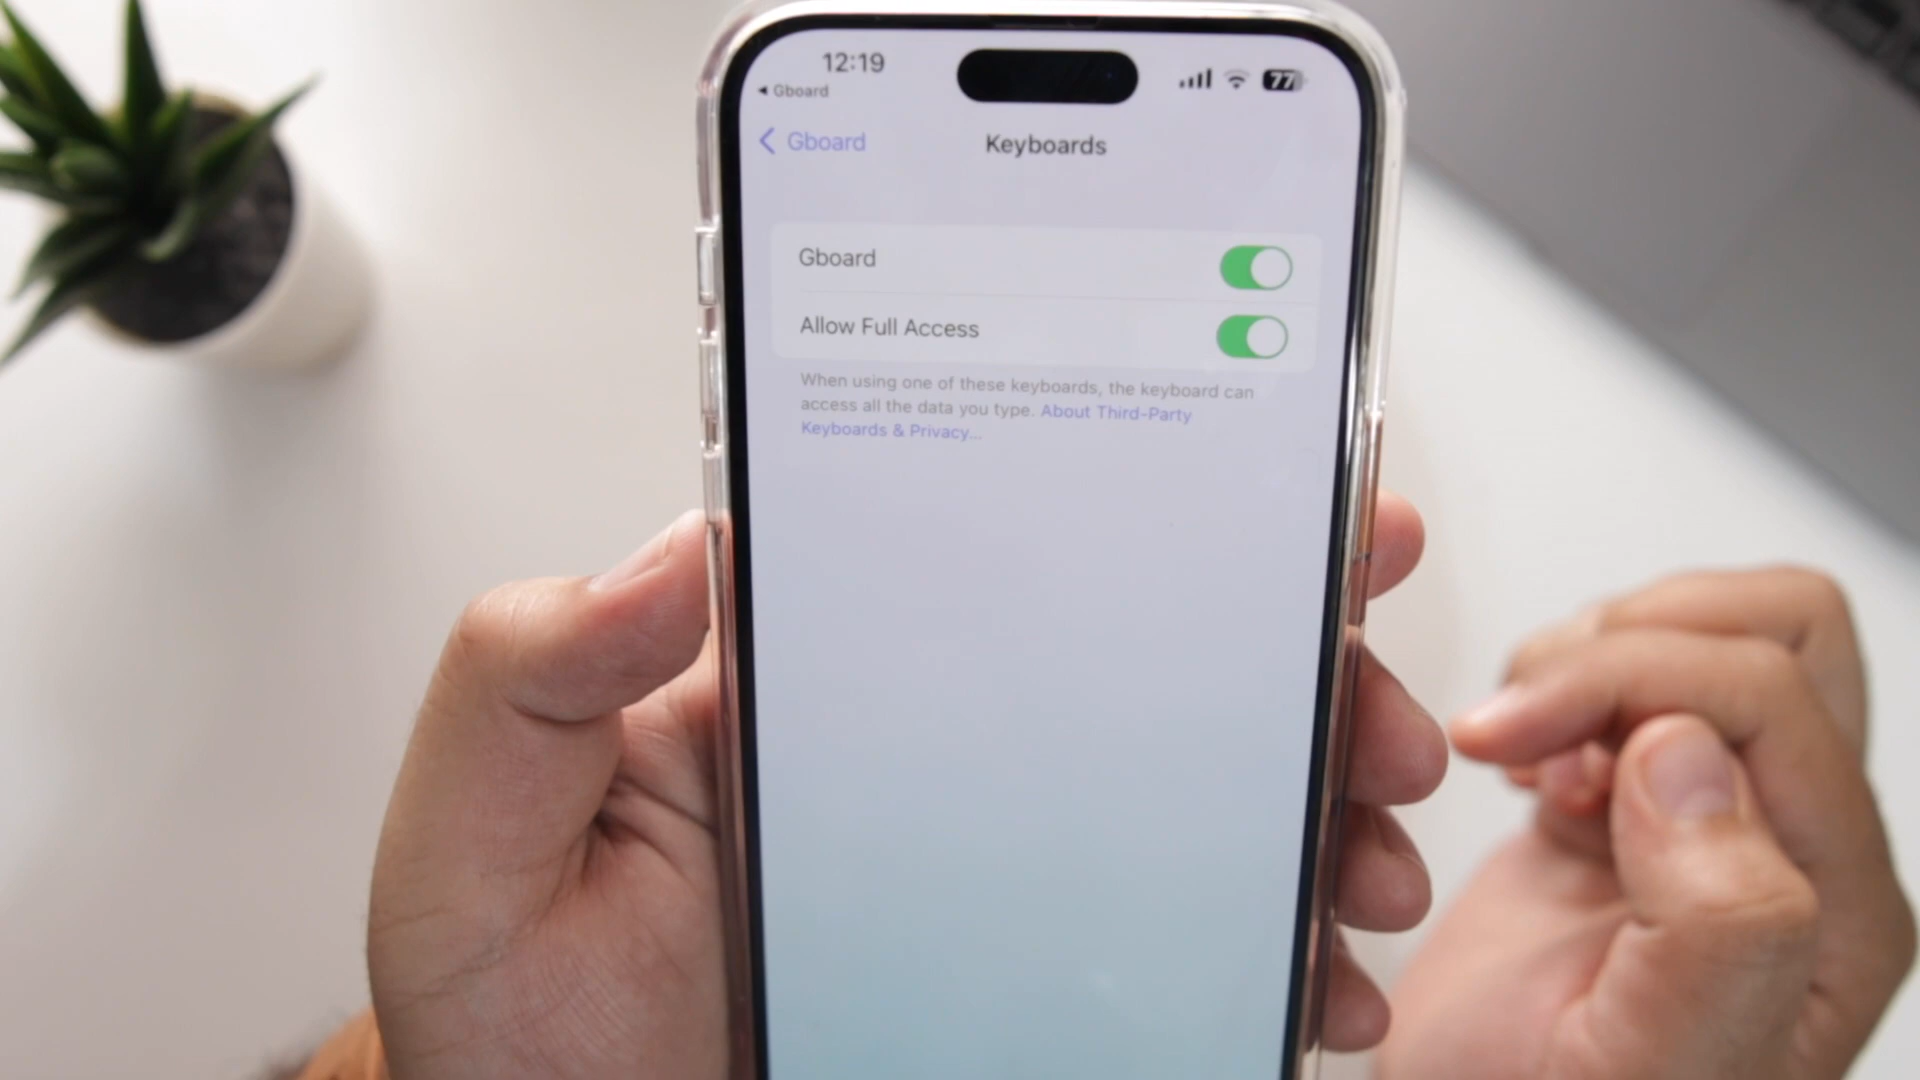 12:19
77
◀ Gboard
Gboard
Keyboards
Gboard
Allow Full Access
When using one of these keyboards, the keyboard can
access all the data you type. About Third-Party
Keyboards & Privacy...